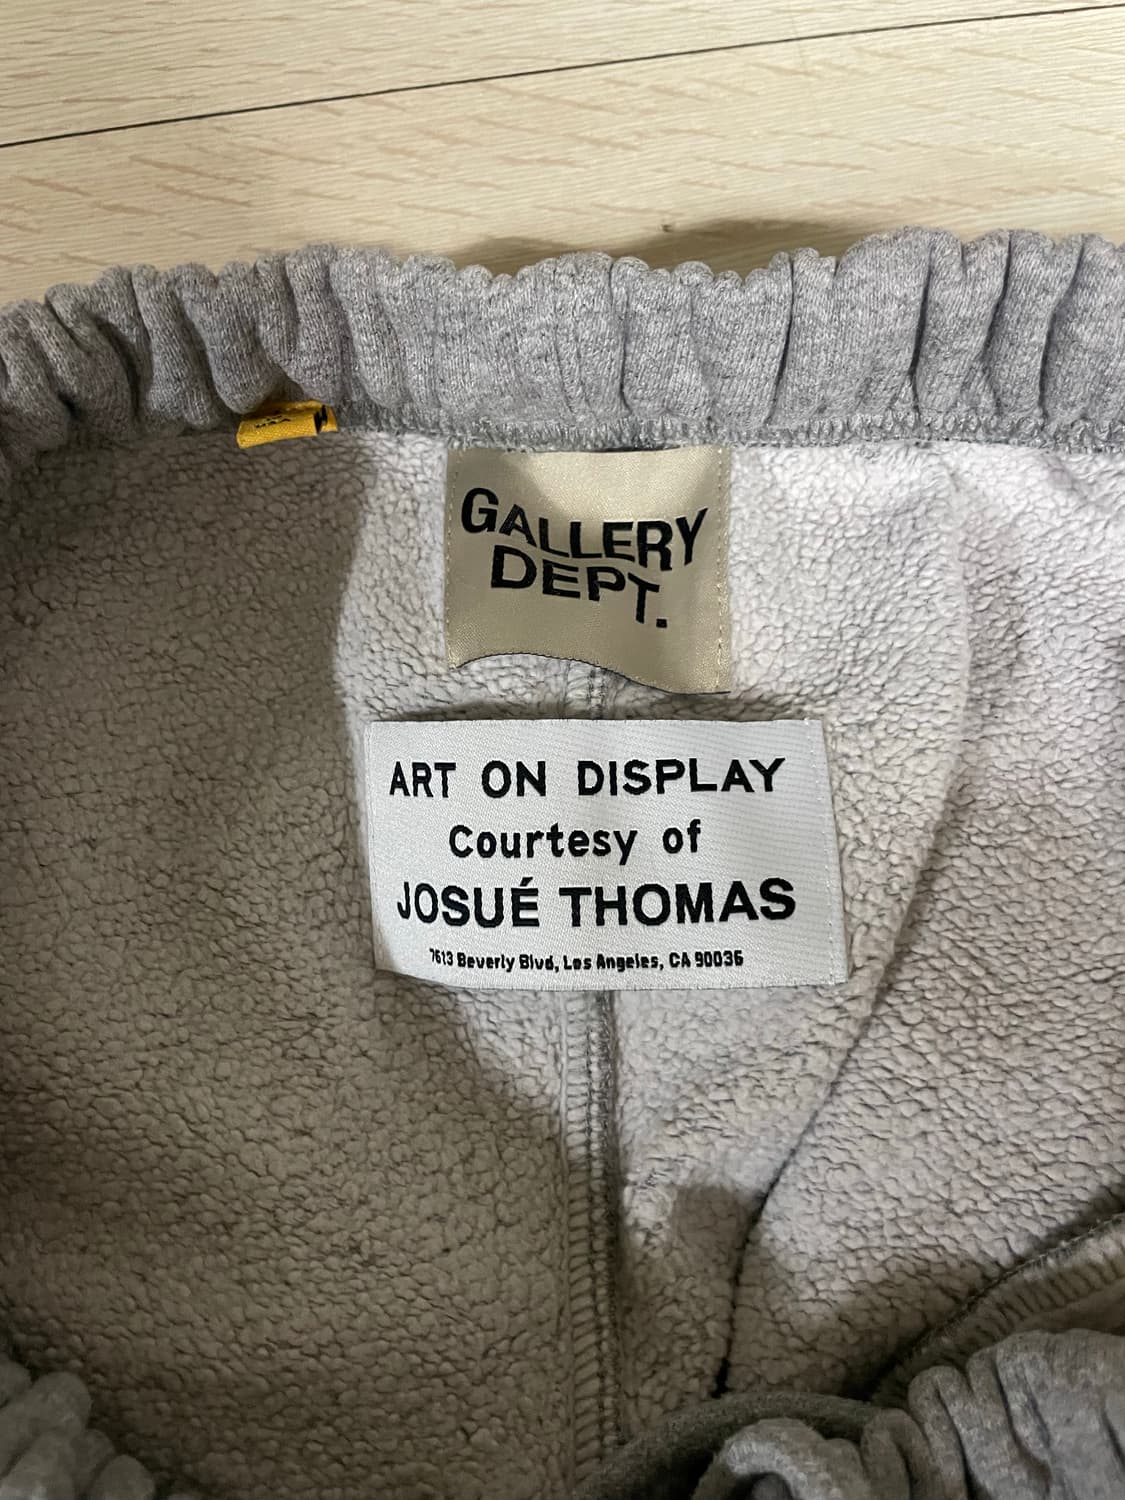 GALLERY
DEPT.
ART ON DISPLAY
Courtesy of
JOSUÉ THOMAS
7613 Beverly Blvd, Los Angeles, CA 90036